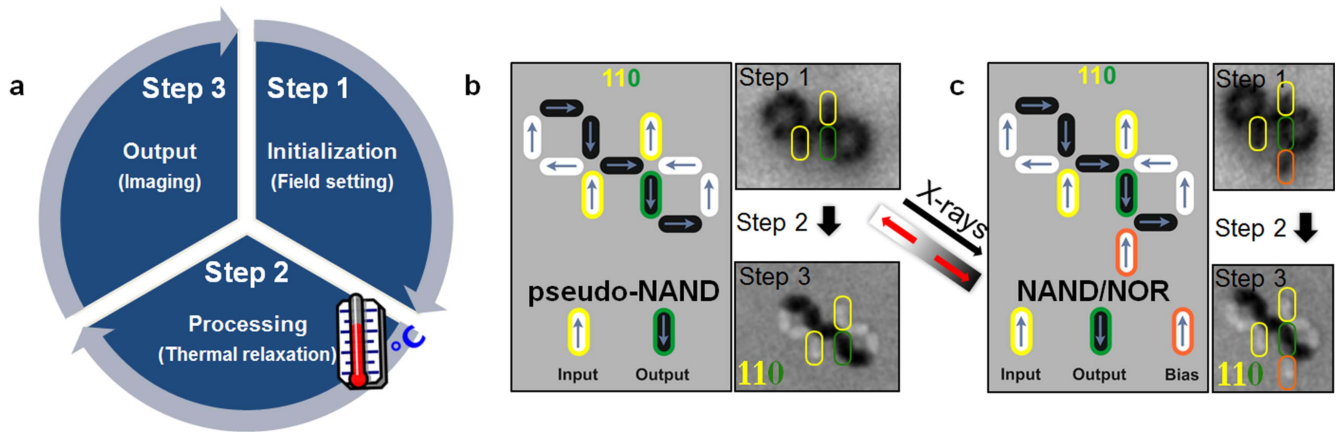 a
Step 3
Output
(Imaging)
Step 1
Initialization
(Field setting)
Step 2
Processing
(Thermal relaxation)
°C
b
110
pseudo-NAND
Input
Output
Step 1
Step 2
Step 3
110
X-rays
c
110
NAND/NOR
Input
Output
Bias
Step 1
Step 2
Step 3
110